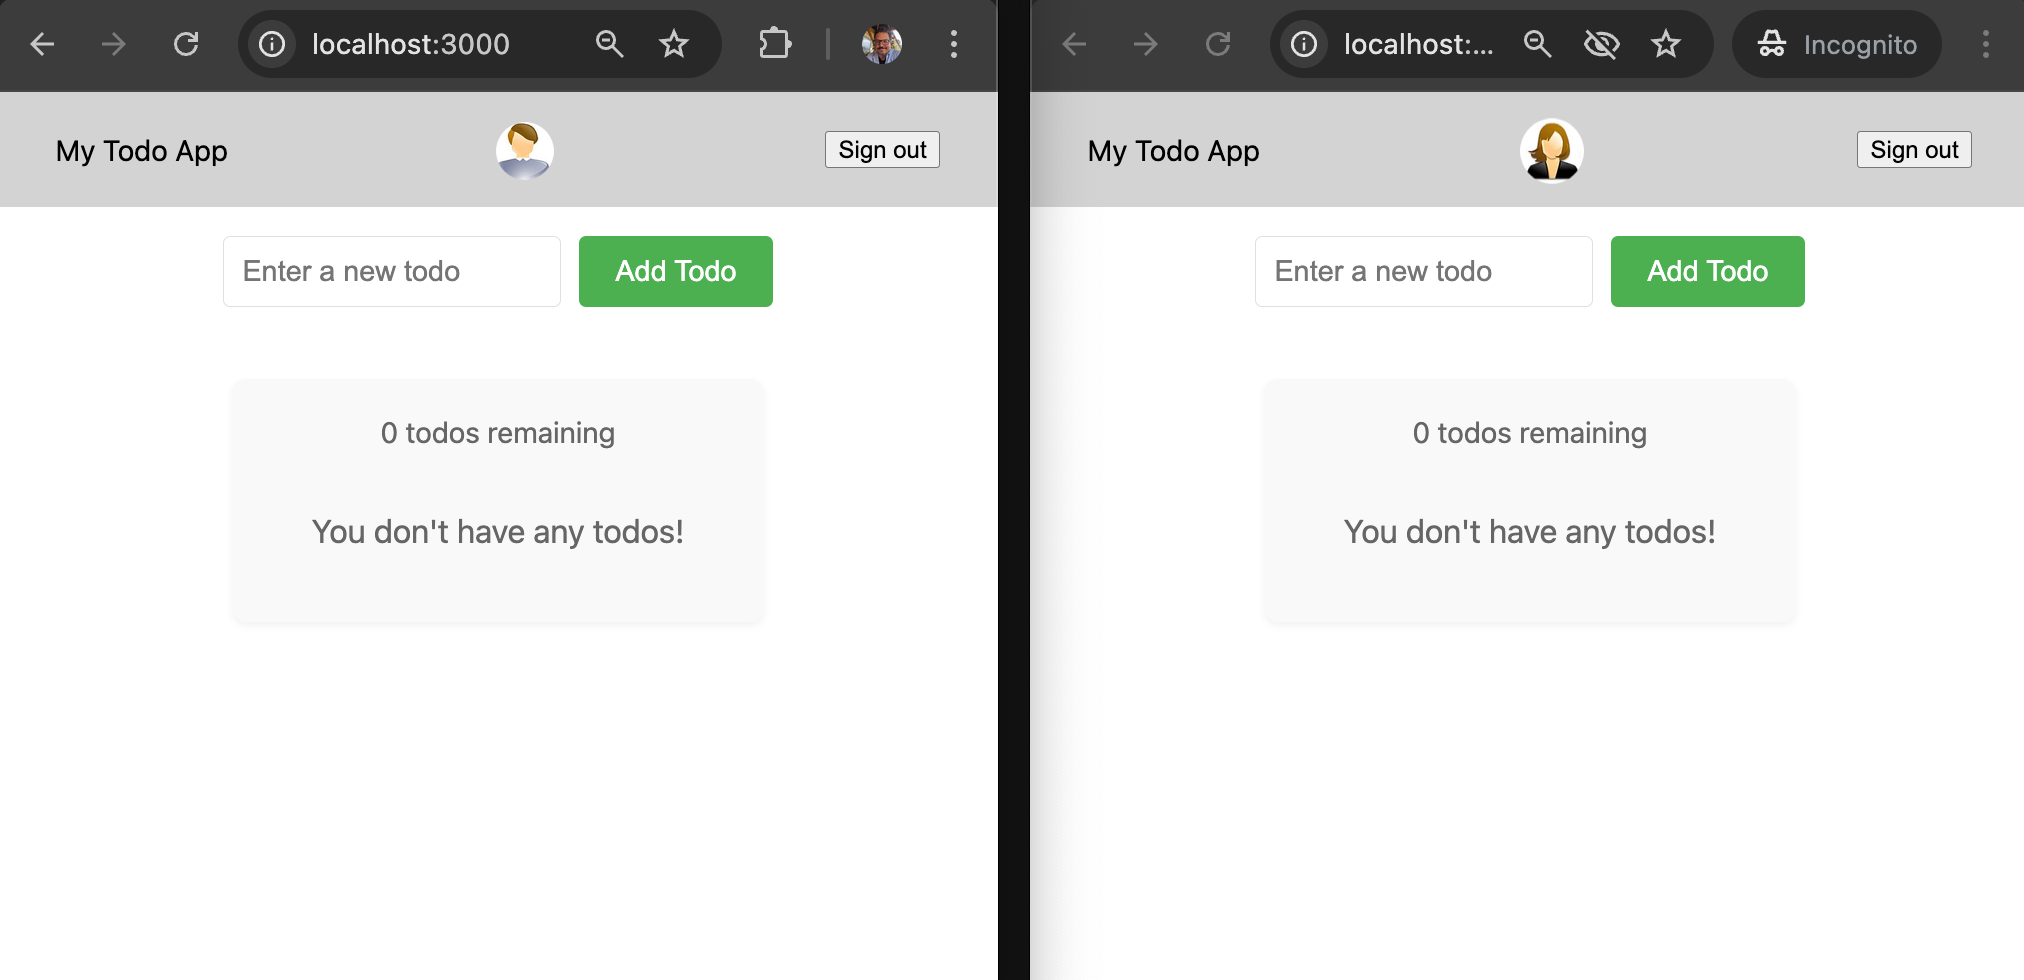 localhost:3000
My Todo App
Sign out
Enter a new todo
Add Todo
0 todos remaining
You don't have any todos!
localhost:...
Incognito
My Todo App
Sign out
Enter a new todo
Add Todo
0 todos remaining
You don't have any todos!